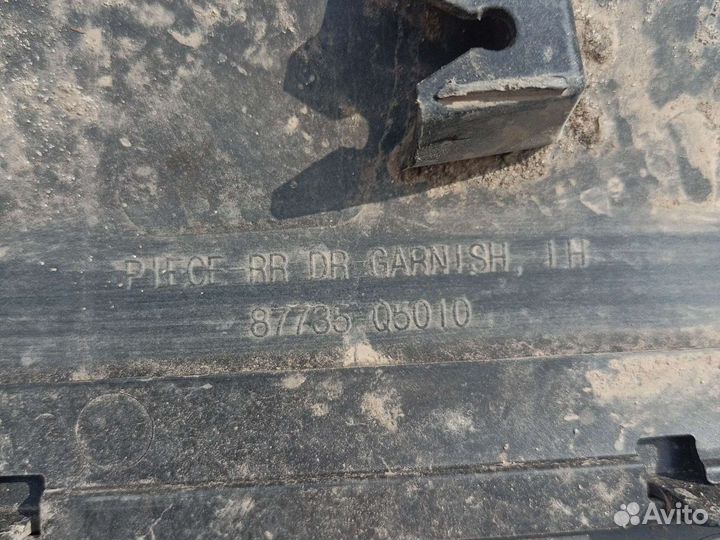 PIECE-RR DR GARNISH, LH
87735 Q5010
Avito